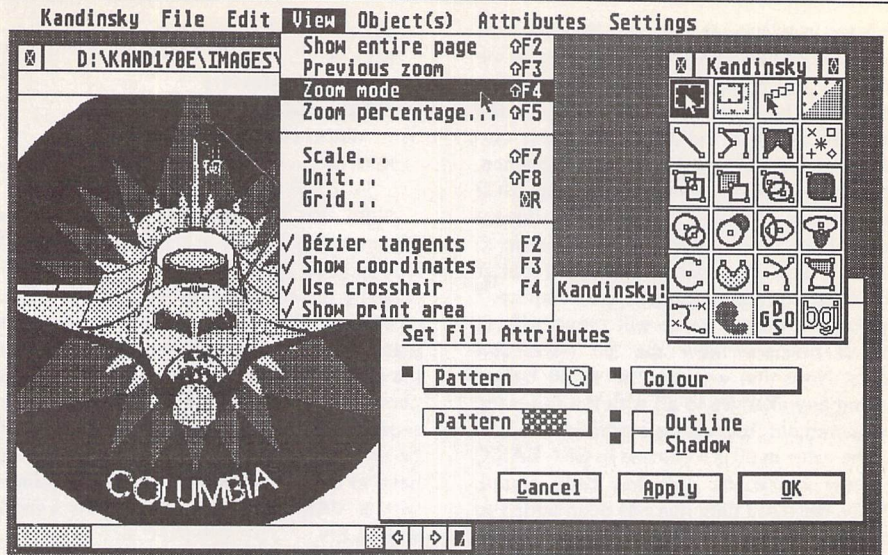 Kandinsky File Edit View Object(s) Attributes Settings
D:\KAND170E\IMAGES\
Show entire page ⇧F2
Previous zoom ⇧F3
Zoom mode ⇧F4
Zoom percentage... ⇧F5
Scale... ⇧F7
Unit... ⇧F8
Grid... R
✓ Bézier tangents F2
✓ Show coordinates F3
✓ Use crosshair F4
✓ Show print area
Kandinsky
GDOS
bgj
Kandinsky:
Set Fill Attributes
Pattern
Colour
Pattern
Outline
Shadow
Cancel Apply OK
COLUMBIA